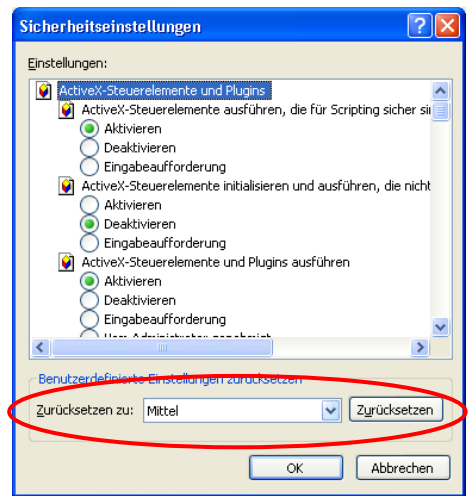 Sicherheitseinstellungen
Einstellungen:
ActiveX-Steuerelemente und Plugins
ActiveX-Steuerelemente ausführen, die für Scripting sicher
Aktivieren
Deaktivieren
Eingabeaufforderung
ActiveX-Steuerelemente initialisieren und ausführen, die nicht
Aktivieren
Deaktivieren
Eingabeaufforderung
ActiveX-Steuerelemente und Plugins ausführen
Aktivieren
Deaktivieren
Eingabeaufforderung
Benutzerdefinierte Einstellungen zurücksetzen
Zurücksetzen zu: Mittel Zurücksetzen
OK Abbrechen